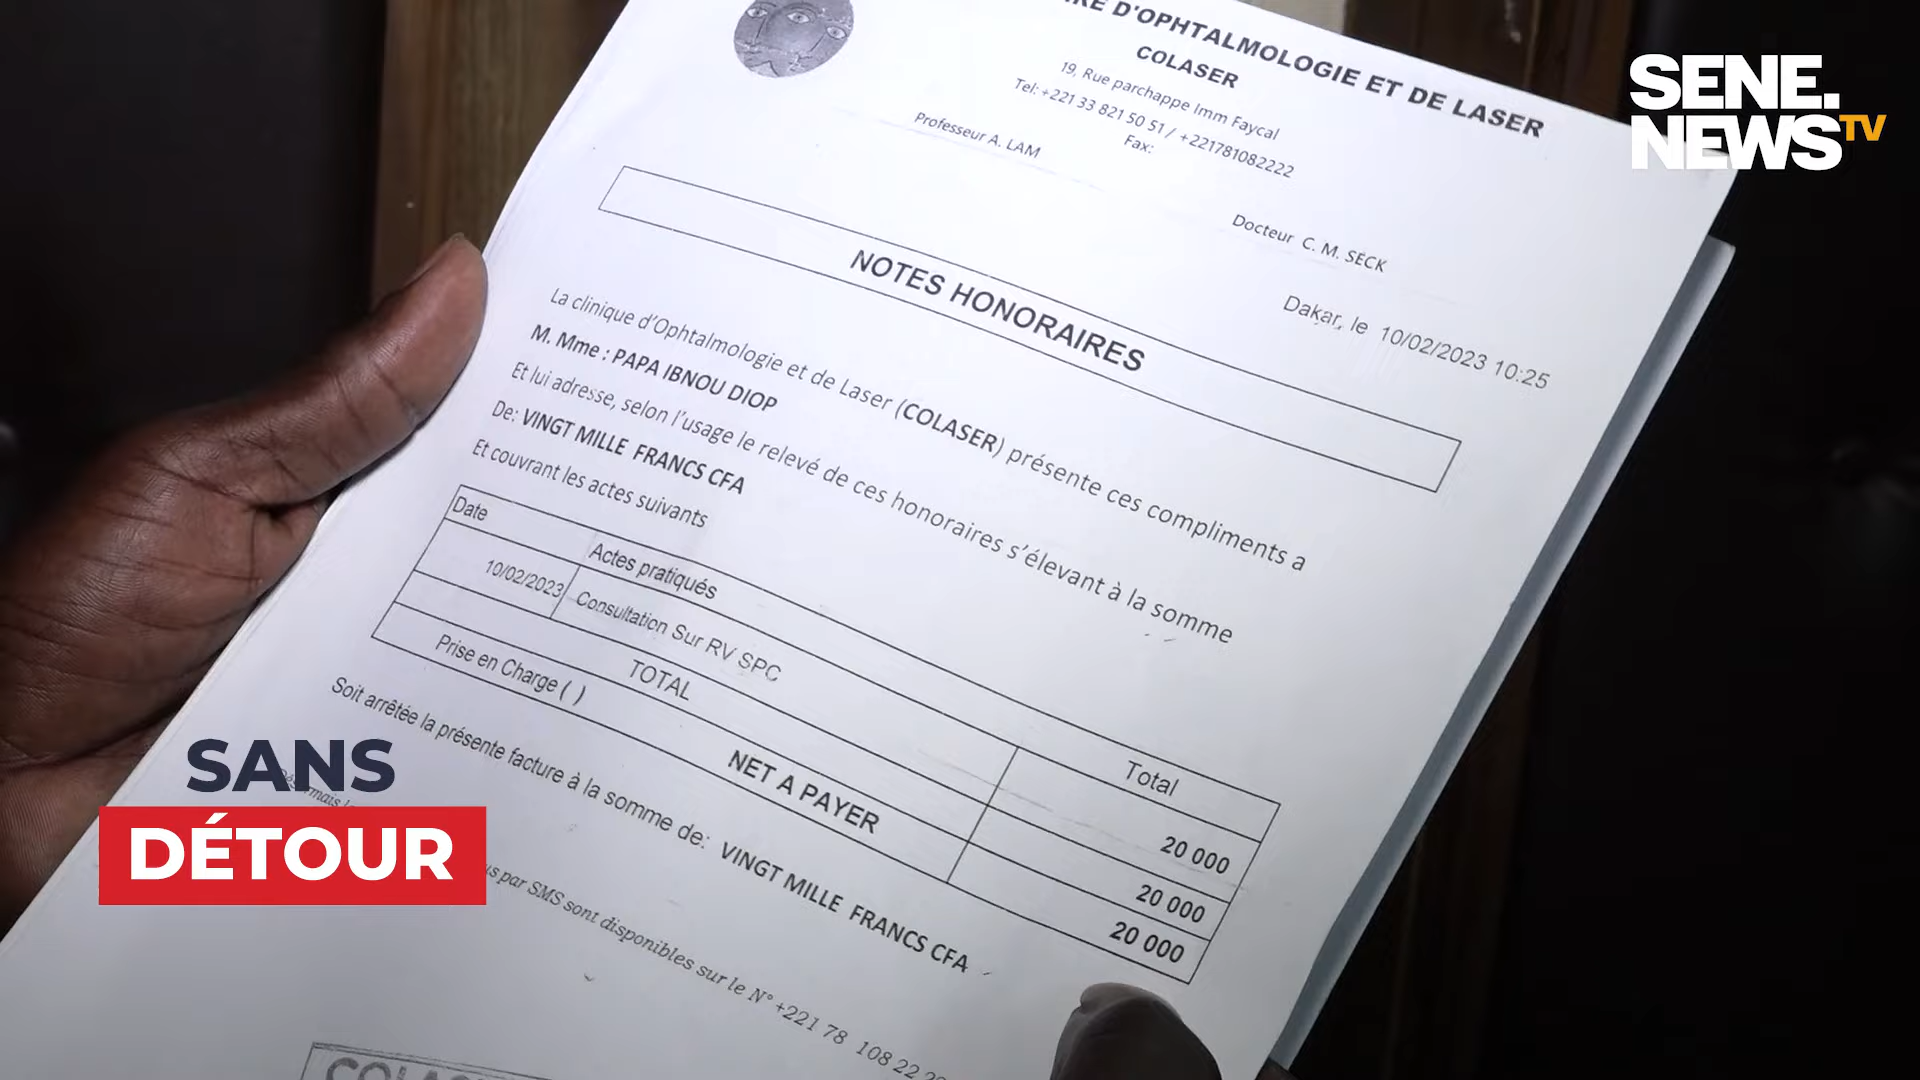 D'OPHTALMOLOGIE ET DE LASER
COLASER
19, Rue parchappe Imm Faycal
Tel: +221 33 821 50 51 / +221781082222
Fax:
Professeur A. LAM
Docteur C. M. SECK
Dakar, le 10/02/2023 10:25
NOTES HONORAIRES
La clinique d'Ophtalmologie et de Laser (COLASER) présente ces compliments a
M. Mme : PAPA IBNOU DIOP
Et lui adresse, selon l'usage le relevé de ces honoraires s'élevant à la somme
De: VINGT MILLE FRANCS CFA
Et couvrant les actes suivants
Date Actes pratiqués Total
10/02/2023 Consultation Sur RV SPC 20 000
TOTAL 20 000
Prise en Charge ( ) NET A PAYER 20 000
Soit arrêtée la présente facture à la somme de: VINGT MILLE FRANCS CFA
par SMS sont disponibles sur le N° +221 78 108 22
SENE.
NEWSTV
SANS
DÉTOUR